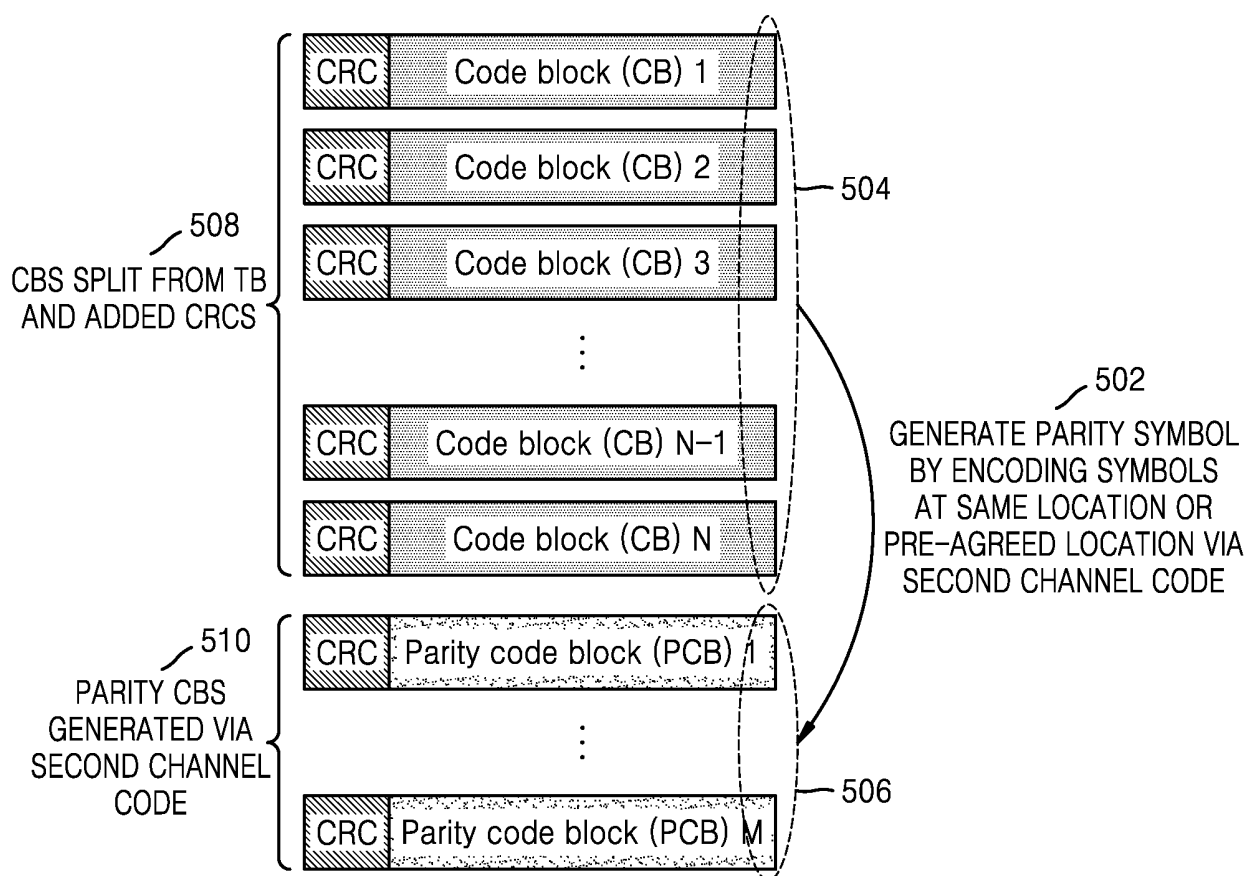 CRC Code block (CB) 1
CRC Code block (CB) 2
504
508
CRC Code block (CB) 3
CBS SPLIT FROM TB
AND ADDED CRCS
⋮
502
CRC Code block (CB) N-1
GENERATE PARITY SYMBOL
BY ENCODING SYMBOLS
AT SAME LOCATION OR
PRE-AGREED LOCATION VIA
SECOND CHANNEL CODE
CRC Code block (CB) N
510
CRC Parity code block (PCB) 1
PARITY CBS
GENERATED VIA
SECOND CHANNEL
CODE
⋮
506
CRC Parity code block (PCB) M